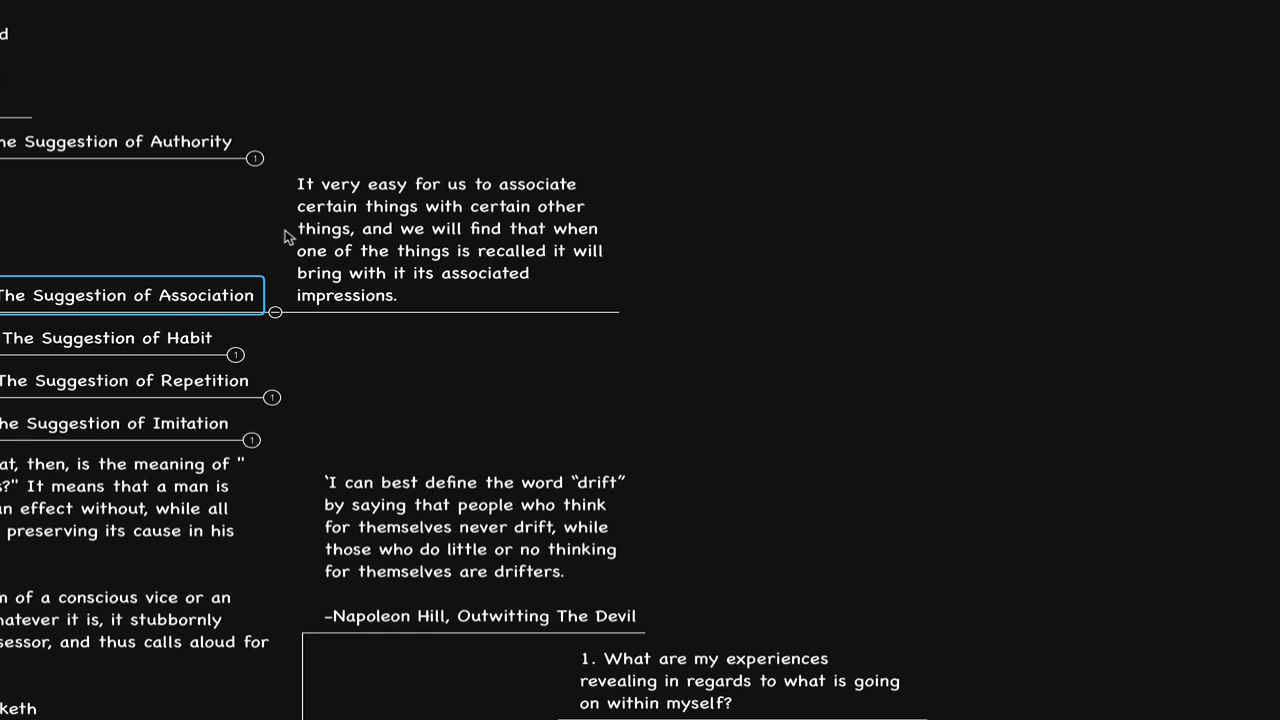 d
he Suggestion of Authority
1
It very easy for us to associate
certain things with certain other
things, and we will find that when
one of the things is recalled it will
bring with it its associated
impressions.
The Suggestion of Association
The Suggestion of Habit
1
The Suggestion of Repetition
1
he Suggestion of Imitation
1
at, then, is the meaning of "
s?" It means that a man is
an effect without, while all
preserving its cause in his
n of a conscious vice or an
hatever it is, it stubbornly
sessor, and thus calls aloud for
keth
‘I can best define the word “drift”
by saying that people who think
for themselves never drift, while
those who do little or no thinking
for themselves are drifters.
–Napoleon Hill, Outwitting The Devil
1. What are my experiences
revealing in regards to what is going
on within myself?